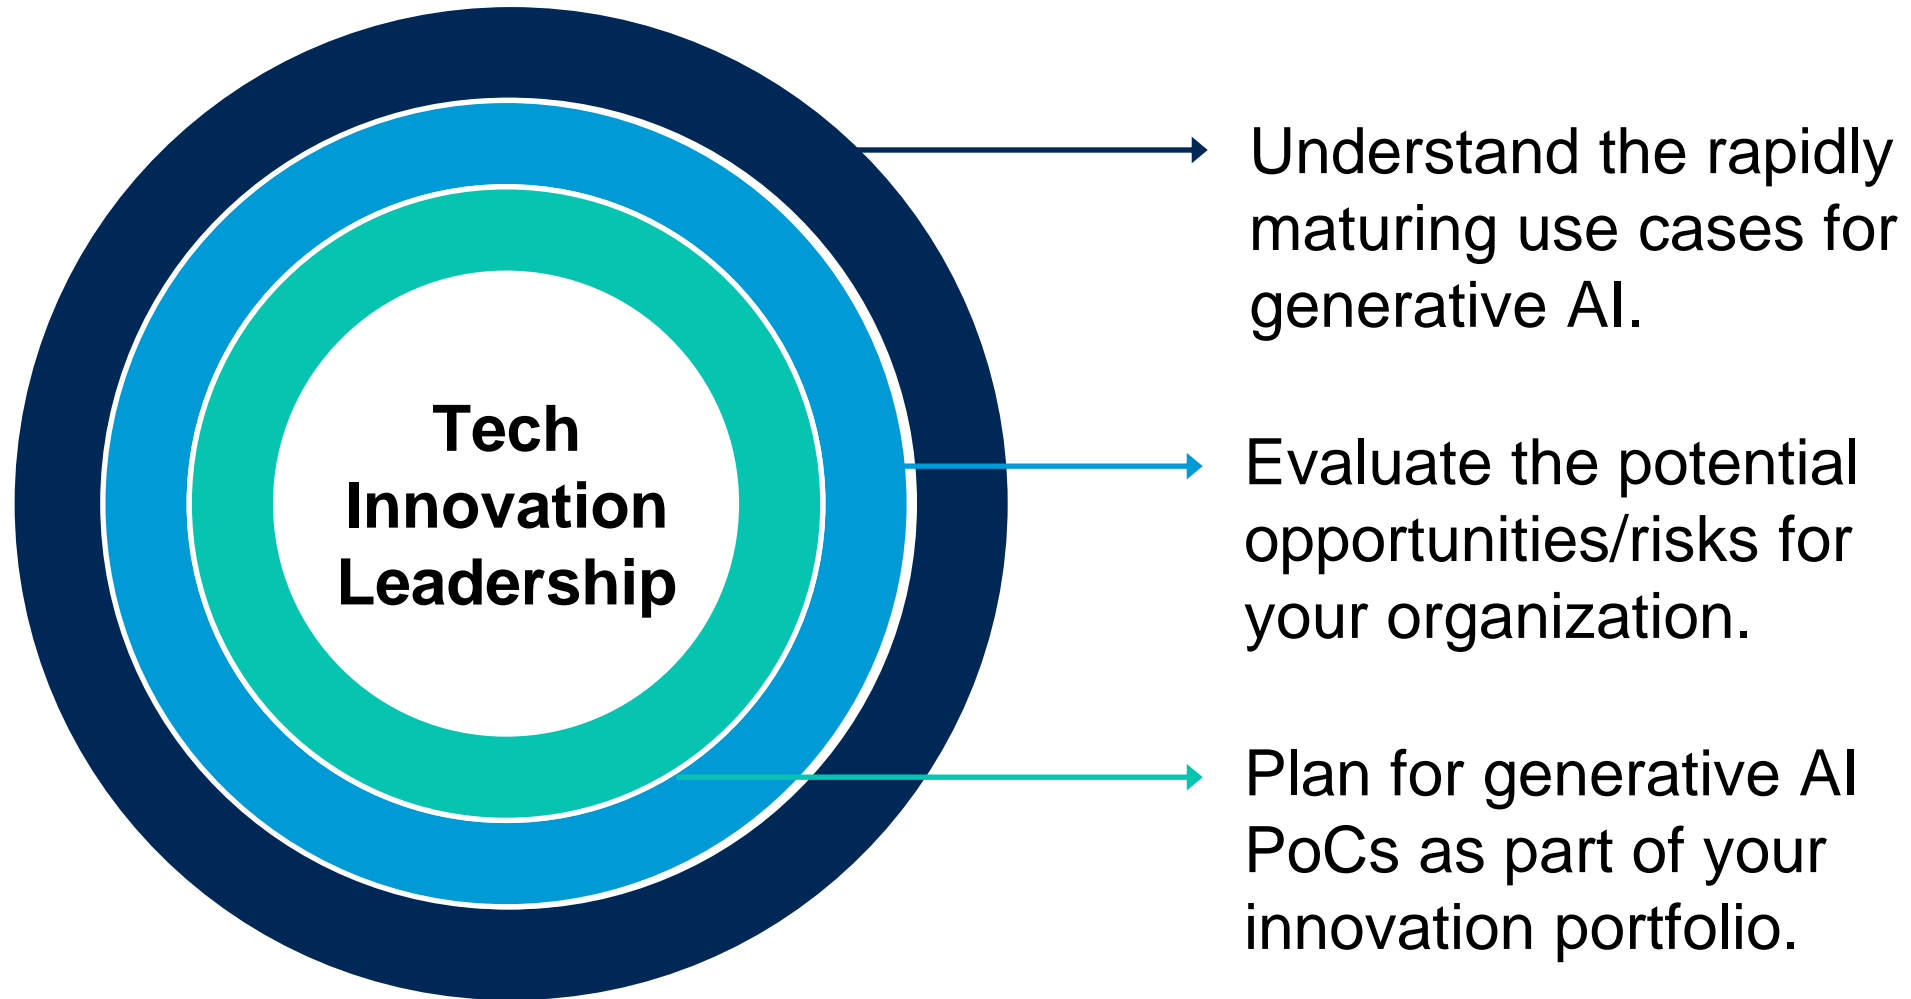 Tech
Innovation
Leadership
Understand the rapidly
maturing use cases for
generative AI.
Evaluate the potential
opportunities/risks for
your organization.
Plan for generative AI
PoCs as part of your
innovation portfolio.